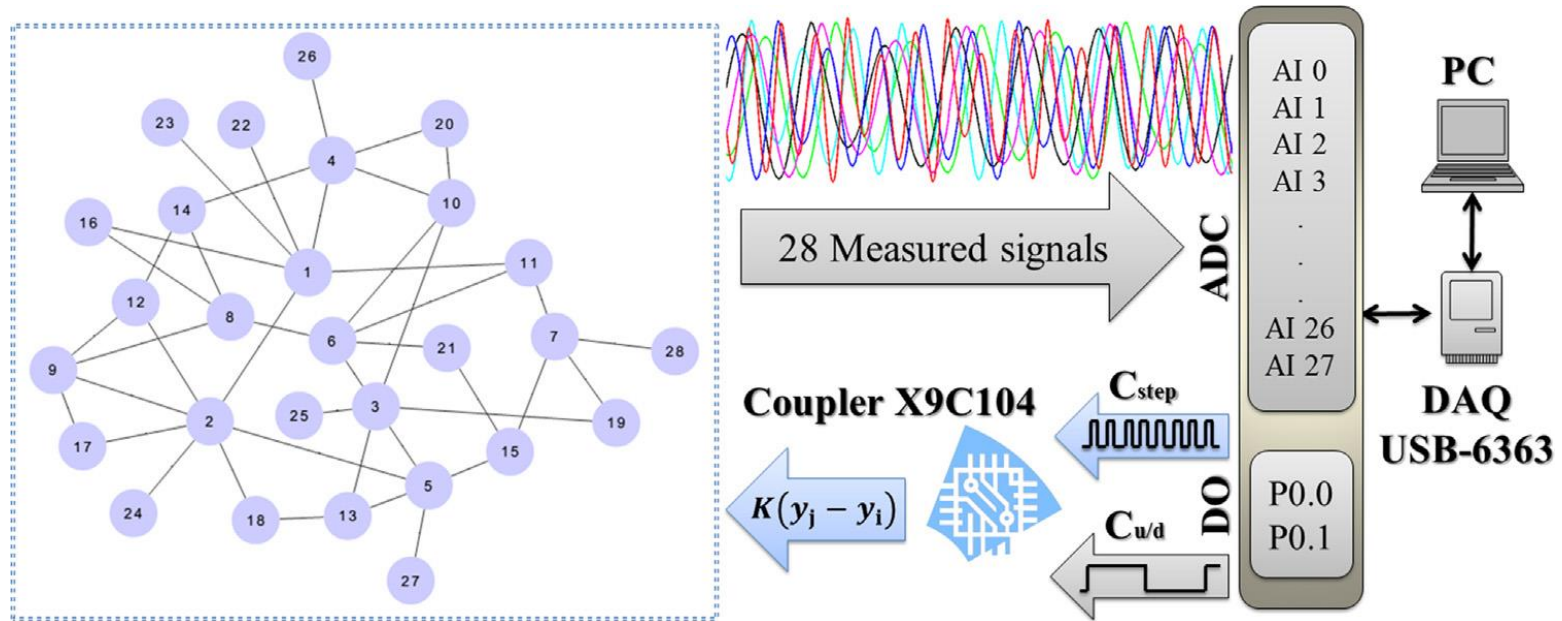 26
23
22
20
4
14
10
16
11
1
12
8
6
7
21
28
9
3
25
19
2
17
15
5
24
18
13
27
28 Measured signals
ADC
AI 0
AI 1
AI 2
AI 3
.
.
.
AI 26
AI 27
PC
DAQ
USB-6363
Coupler X9C104
Cstep
K(yj − yi)
Cu/d
DO
P0.0
P0.1